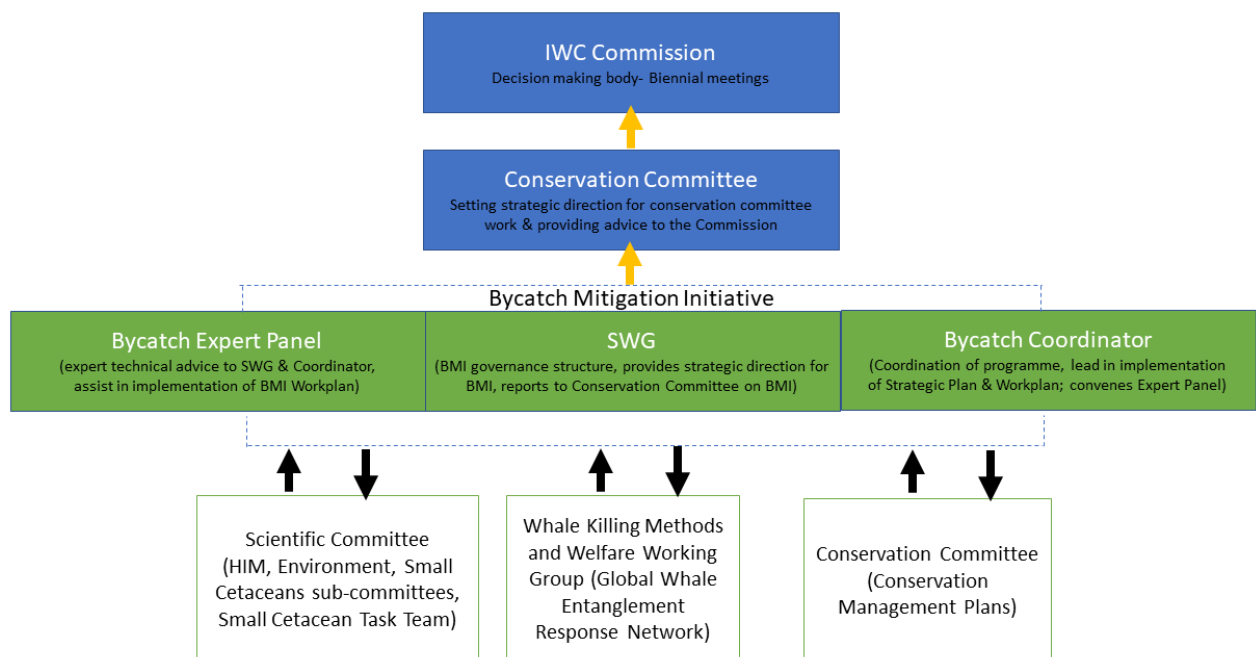 IWC Commission
Decision making body- Biennial meetings
Conservation Committee
Setting strategic direction for conservation committee
work & providing advice to the Commission
Bycatch Mitigation Initiative
Bycatch Expert Panel
(expert technical advice to SWG & Coordinator,
assist in implementation of BMI Workplan)
SWG
(BMI governance structure, provides strategic direction for
BMI, reports to Conservation Committee on BMI)
Bycatch Coordinator
(Coordination of programme, lead in implementation
of Strategic Plan & Workplan; convenes Expert Panel)
Scientific Committee
(HIM, Environment, Small
Cetaceans sub-committees,
Small Cetacean Task Team)
Whale Killing Methods
and Welfare Working
Group (Global Whale
Entanglement
Response Network)
Conservation Committee
(Conservation
Management Plans)